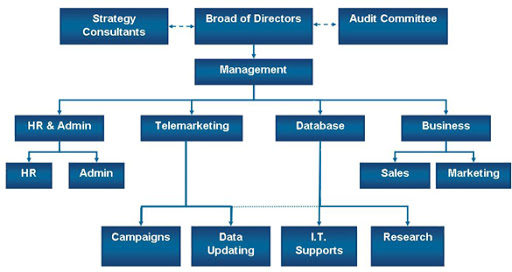 Strategy
Consultants
Broad of Directors
Audit Committee
Management
HR & Admin
Telemarketing
Database
Business
HR
Admin
Sales
Marketing
Campaigns
Data
Updating
I.T.
Supports
Research